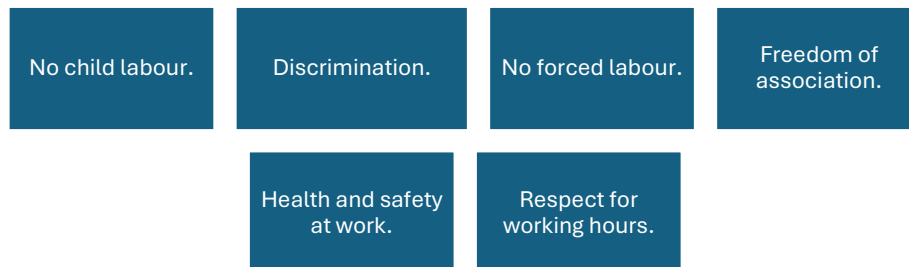 No child labour.
Discrimination.
No forced labour.
Freedom of
association.
Health and safety
at work.
Respect for
working hours.